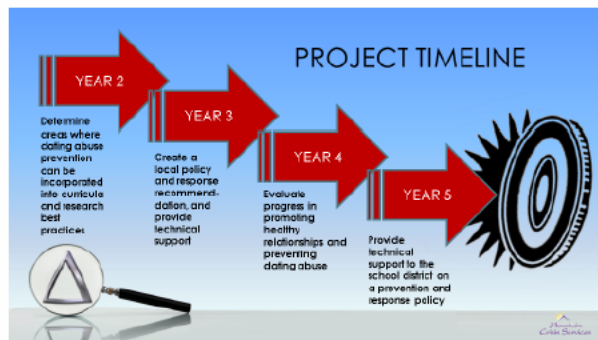 PROJECT TIMELINE
YEAR 2
Determine
areas where
dating abuse
prevention
can be
incorporated
into curricula
and research
best
practices
YEAR 3
Create a
local policy
and response
recommend-
dation, and
provide
technical
support
YEAR 4
Evaluate
progress in
promoting
healthy
relationships and
preventing
dating abuse
YEAR 5
Provide
technical
support to the
school district on
a prevention and
response policy
Crisis Services